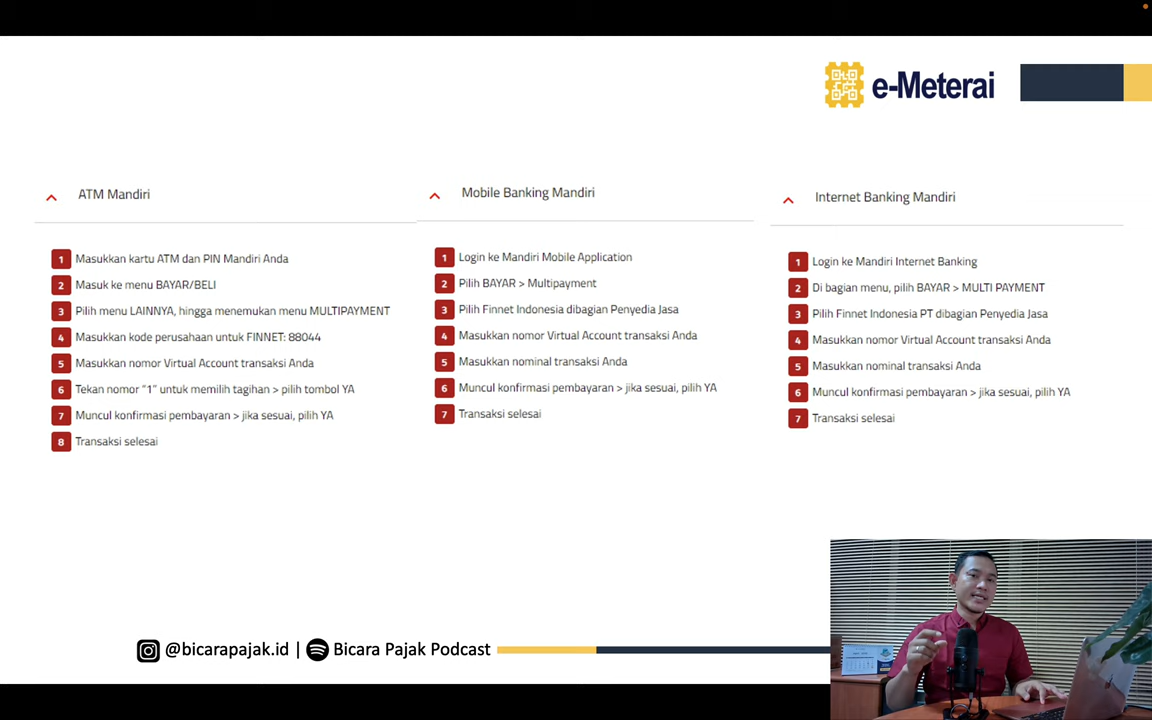 e-Meterai
ATM Mandiri
1 Masukkan kartu ATM dan PIN Mandiri Anda
2 Masuk ke menu BAYAR/BELI
3 Pilih menu LAINNYA, hingga menemukan menu MULTIPAYMENT
4 Masukkan kode perusahaan untuk FINNET: 88044
5 Masukkan nomor Virtual Account transaksi Anda
6 Tekan nomor “1” untuk memilih tagihan > pilih tombol YA
7 Muncul konfirmasi pembayaran > jika sesuai, pilih YA
8 Transaksi selesai
Mobile Banking Mandiri
1 Login ke Mandiri Mobile Application
2 Pilih BAYAR > Multipayment
3 Pilih Finnet Indonesia dibagian Penyedia Jasa
4 Masukkan nomor Virtual Account transaksi Anda
5 Masukkan nominal transaksi Anda
6 Muncul konfirmasi pembayaran > jika sesuai, pilih YA
7 Transaksi selesai
Internet Banking Mandiri
1 Login ke Mandiri Internet Banking
2 Di bagian menu, pilih BAYAR > MULTI PAYMENT
3 Pilih Finnet Indonesia PT dibagian Penyedia Jasa
4 Masukkan nomor Virtual Account transaksi Anda
5 Masukkan nominal transaksi Anda
6 Muncul konfirmasi pembayaran > jika sesuai, pilih YA
7 Transaksi selesai
@bicarapajak.id | Bicara Pajak Podcast